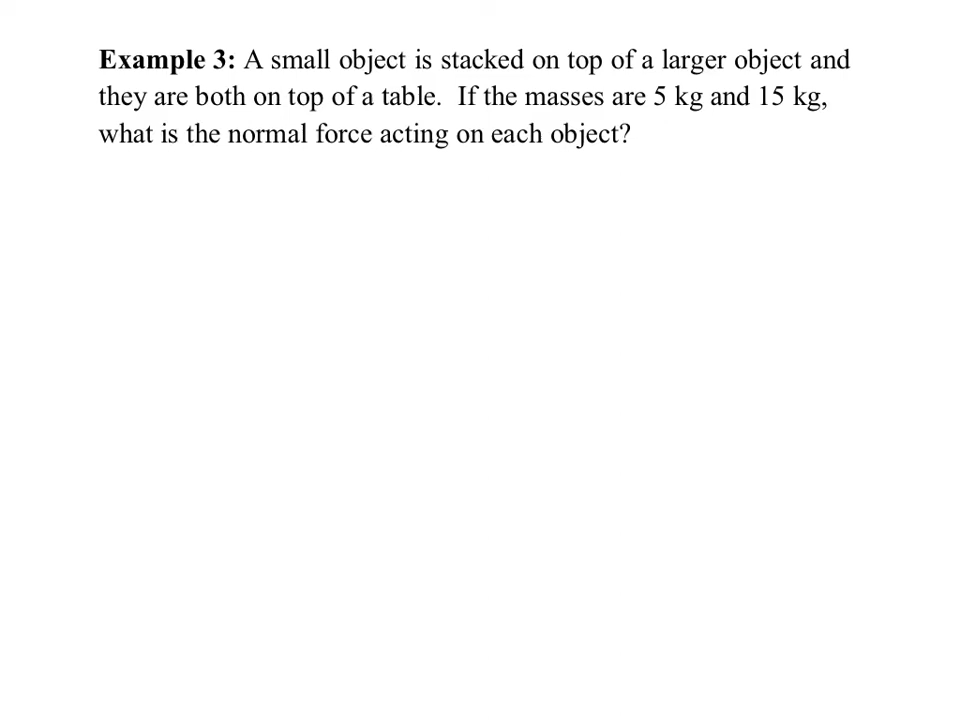 Example 3: A small object is stacked on top of a larger object and
they are both on top of a table.  If the masses are 5 kg and 15 kg,
what is the normal force acting on each object?